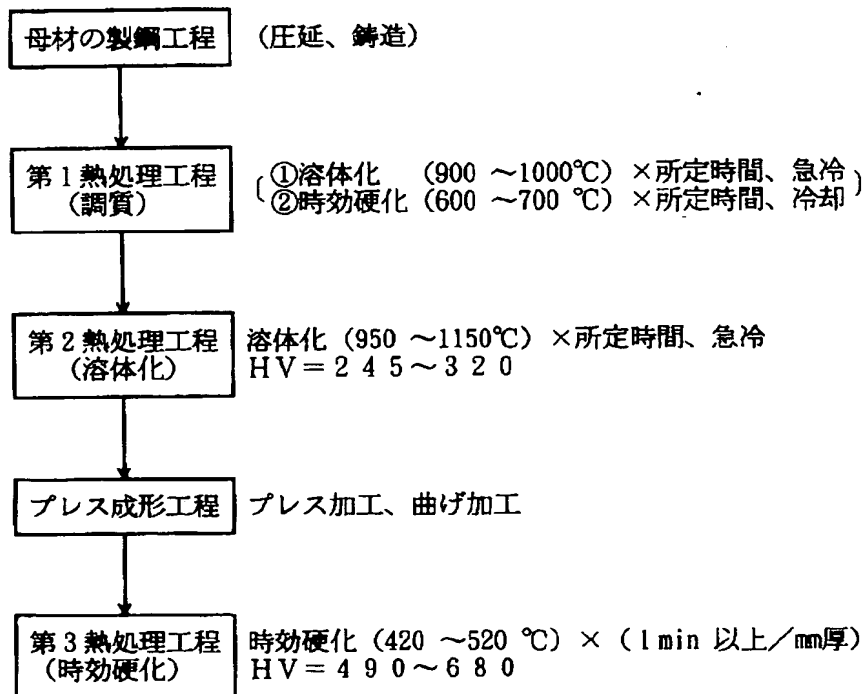 母材の製鋼工程 (圧延、鋳造)
第1熱処理工程
(調質)
①溶体化 (900 ~1000℃) ×所定時間、急冷
②時効硬化 (600 ~700 ℃) ×所定時間、冷却
第2熱処理工程
(溶体化)
溶体化 (950 ~1150℃) ×所定時間、急冷
HV=245~320
プレス成形工程 プレス加工、曲げ加工
第3熱処理工程
(時効硬化)
時効硬化 (420 ~520 ℃) × (1min 以上/mm厚)
HV=490~680